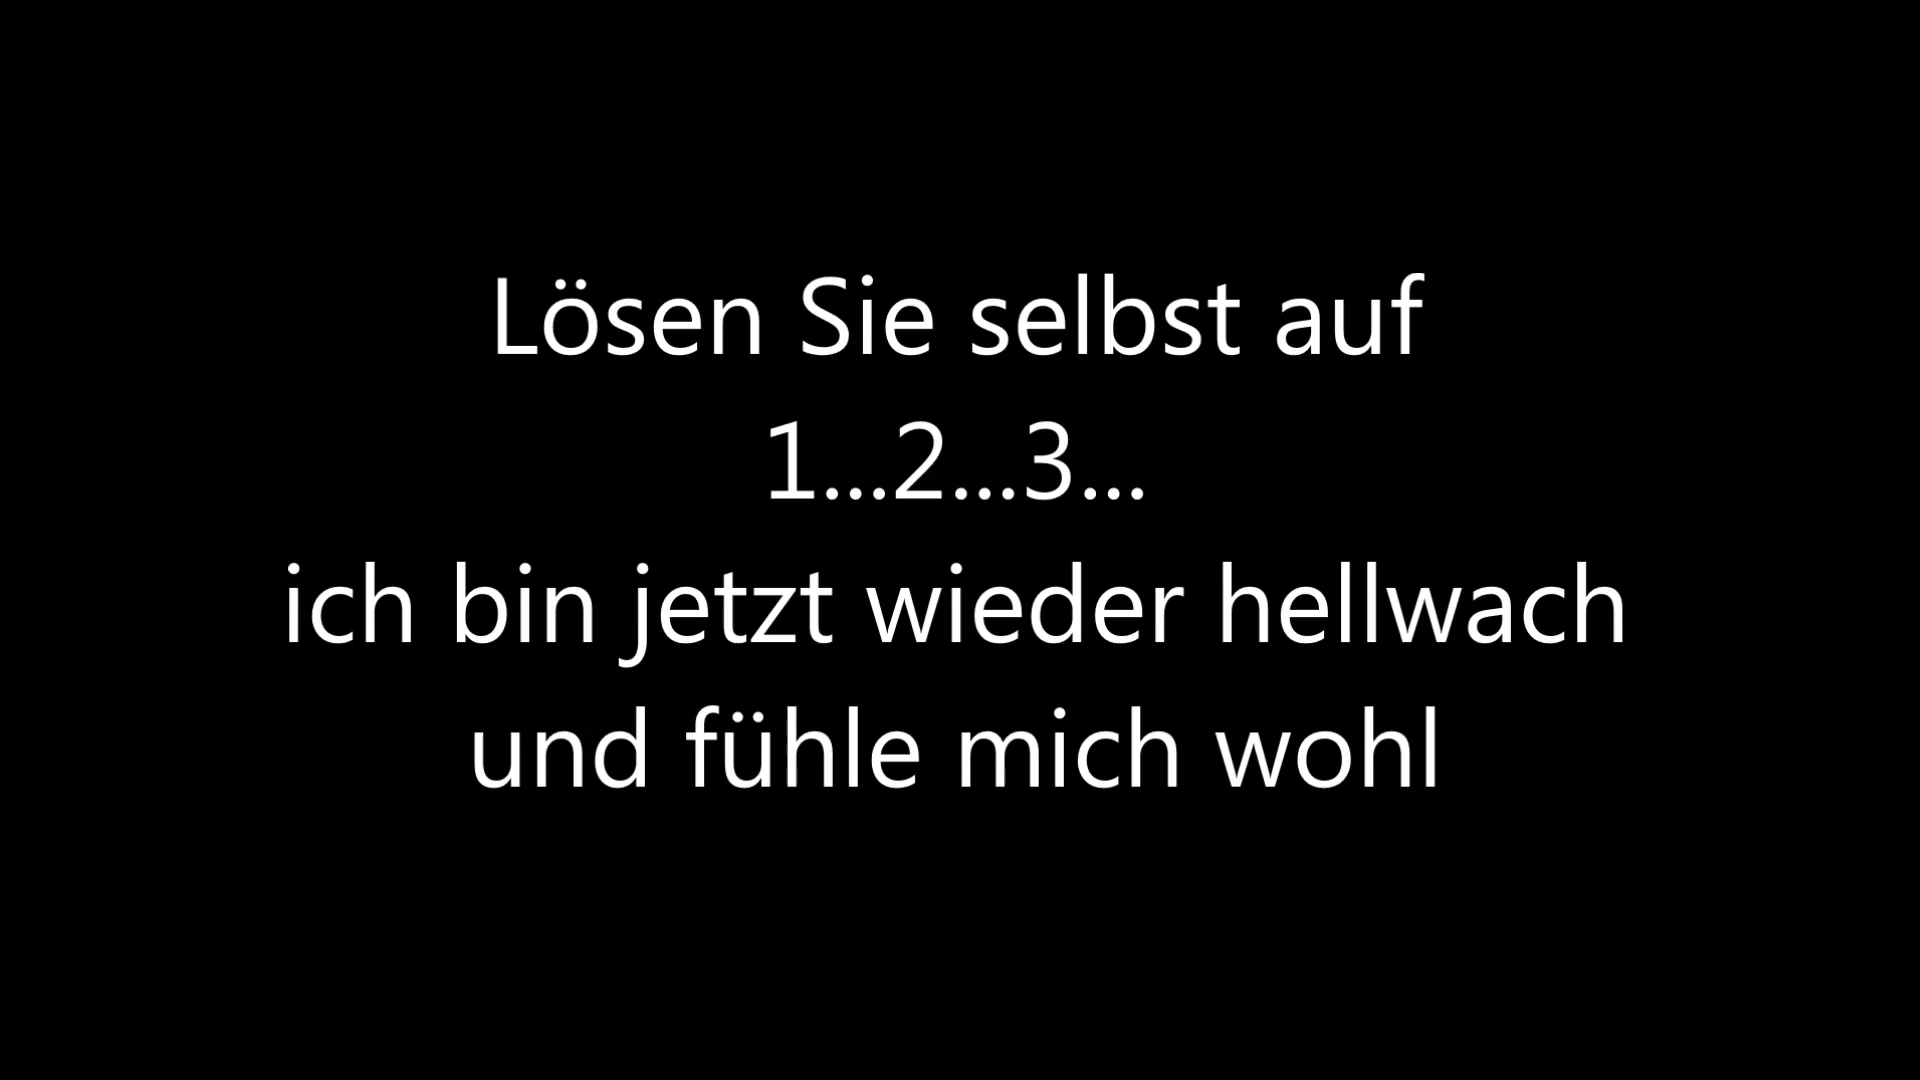 Lösen Sie selbst auf
1...2...3...
ich bin jetzt wieder hellwach
und fühle mich wohl